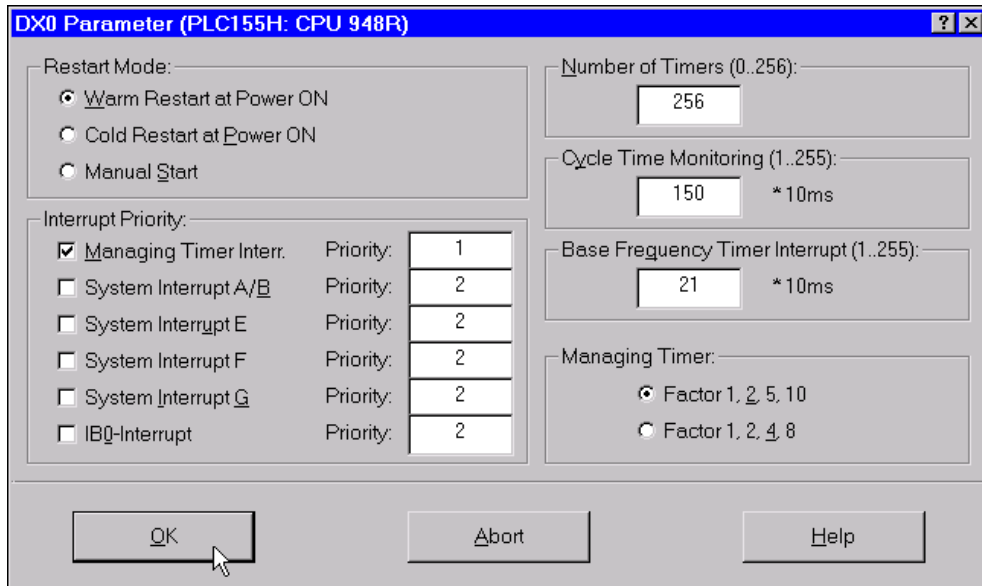 DX0 Parameter (PLC155H: CPU 948R)
Restart Mode:
Warm Restart at Power ON
Cold Restart at Power ON
Manual Start
Interrupt Priority:
Managing Timer Interr. Priority: 1
System Interrupt A/B Priority: 2
System Interrupt E Priority: 2
System Interrupt F Priority: 2
System Interrupt G Priority: 2
IB0-Interrupt Priority: 2
Number of Timers (0..256):
256
Cycle Time Monitoring (1..255):
150 * 10ms
Base Frequency Timer Interrupt (1..255):
21 * 10ms
Managing Timer:
Factor 1, 2, 5, 10
Factor 1, 2, 4, 8
OK Abort Help